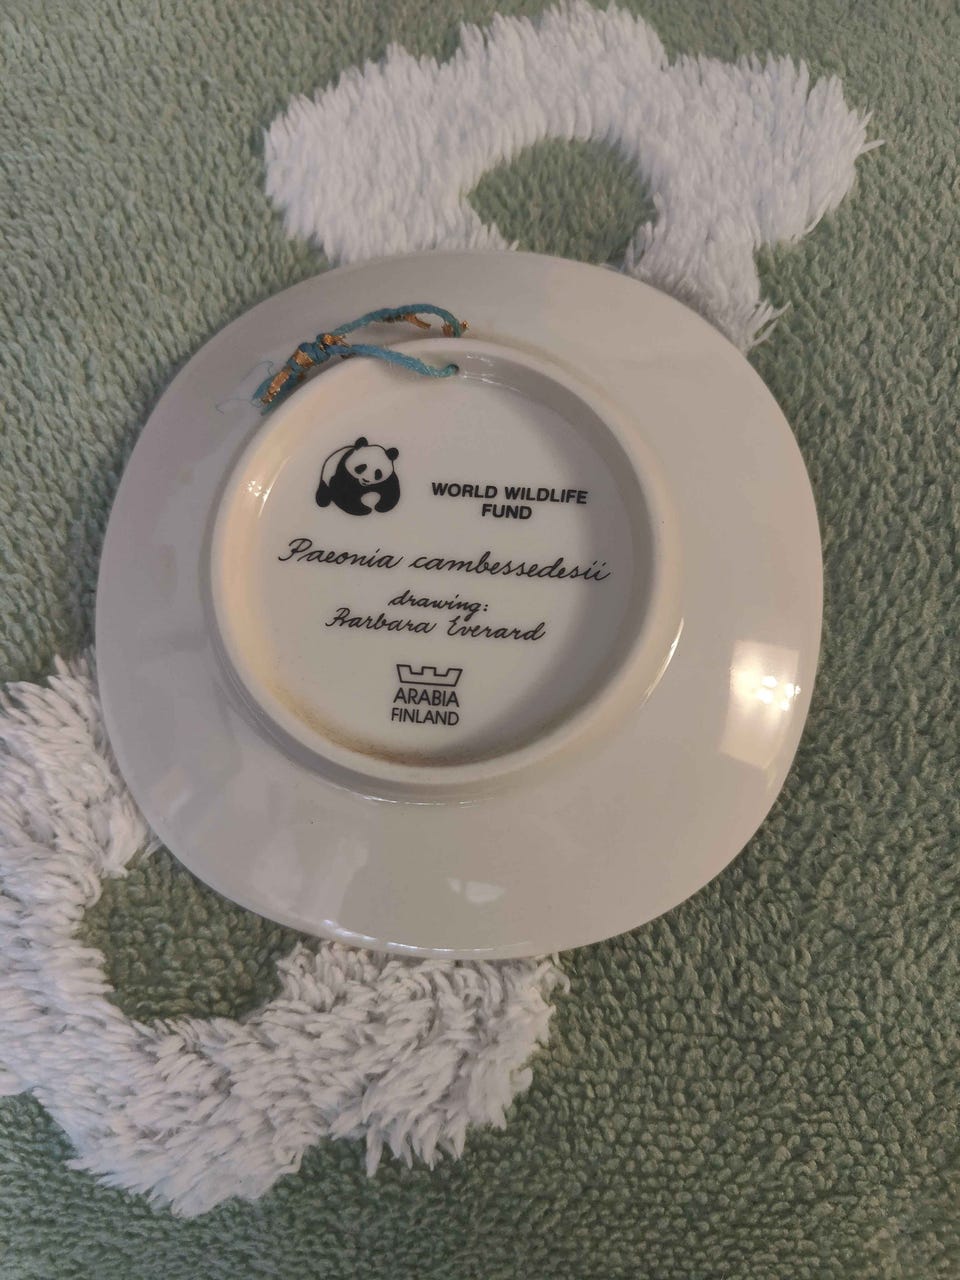 WORLD WILDLIFE
FUND
Paeonia cambessedesii
drawing:
Barbara Everard
ARABIA
FINLAND